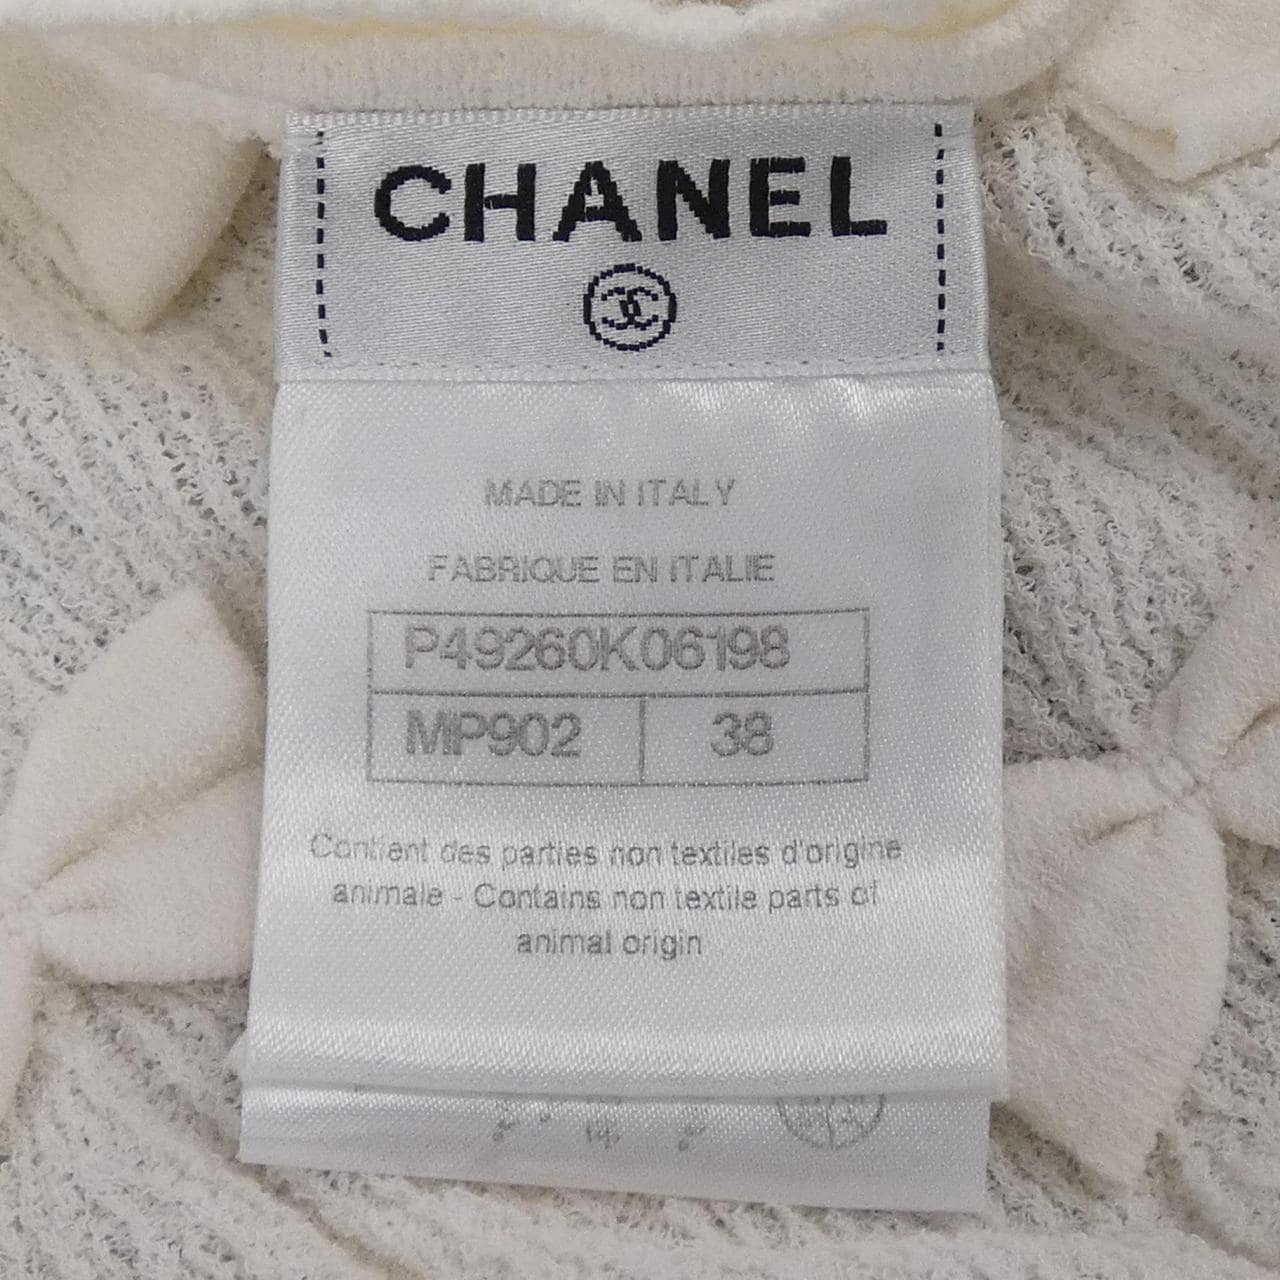 CHANEL
MADE IN ITALY
FABRIQUE EN ITALIE
P49260K06198
MP902 38
Contient des parties non textiles d'origine
animale - Contains non textile parts of
animal origin